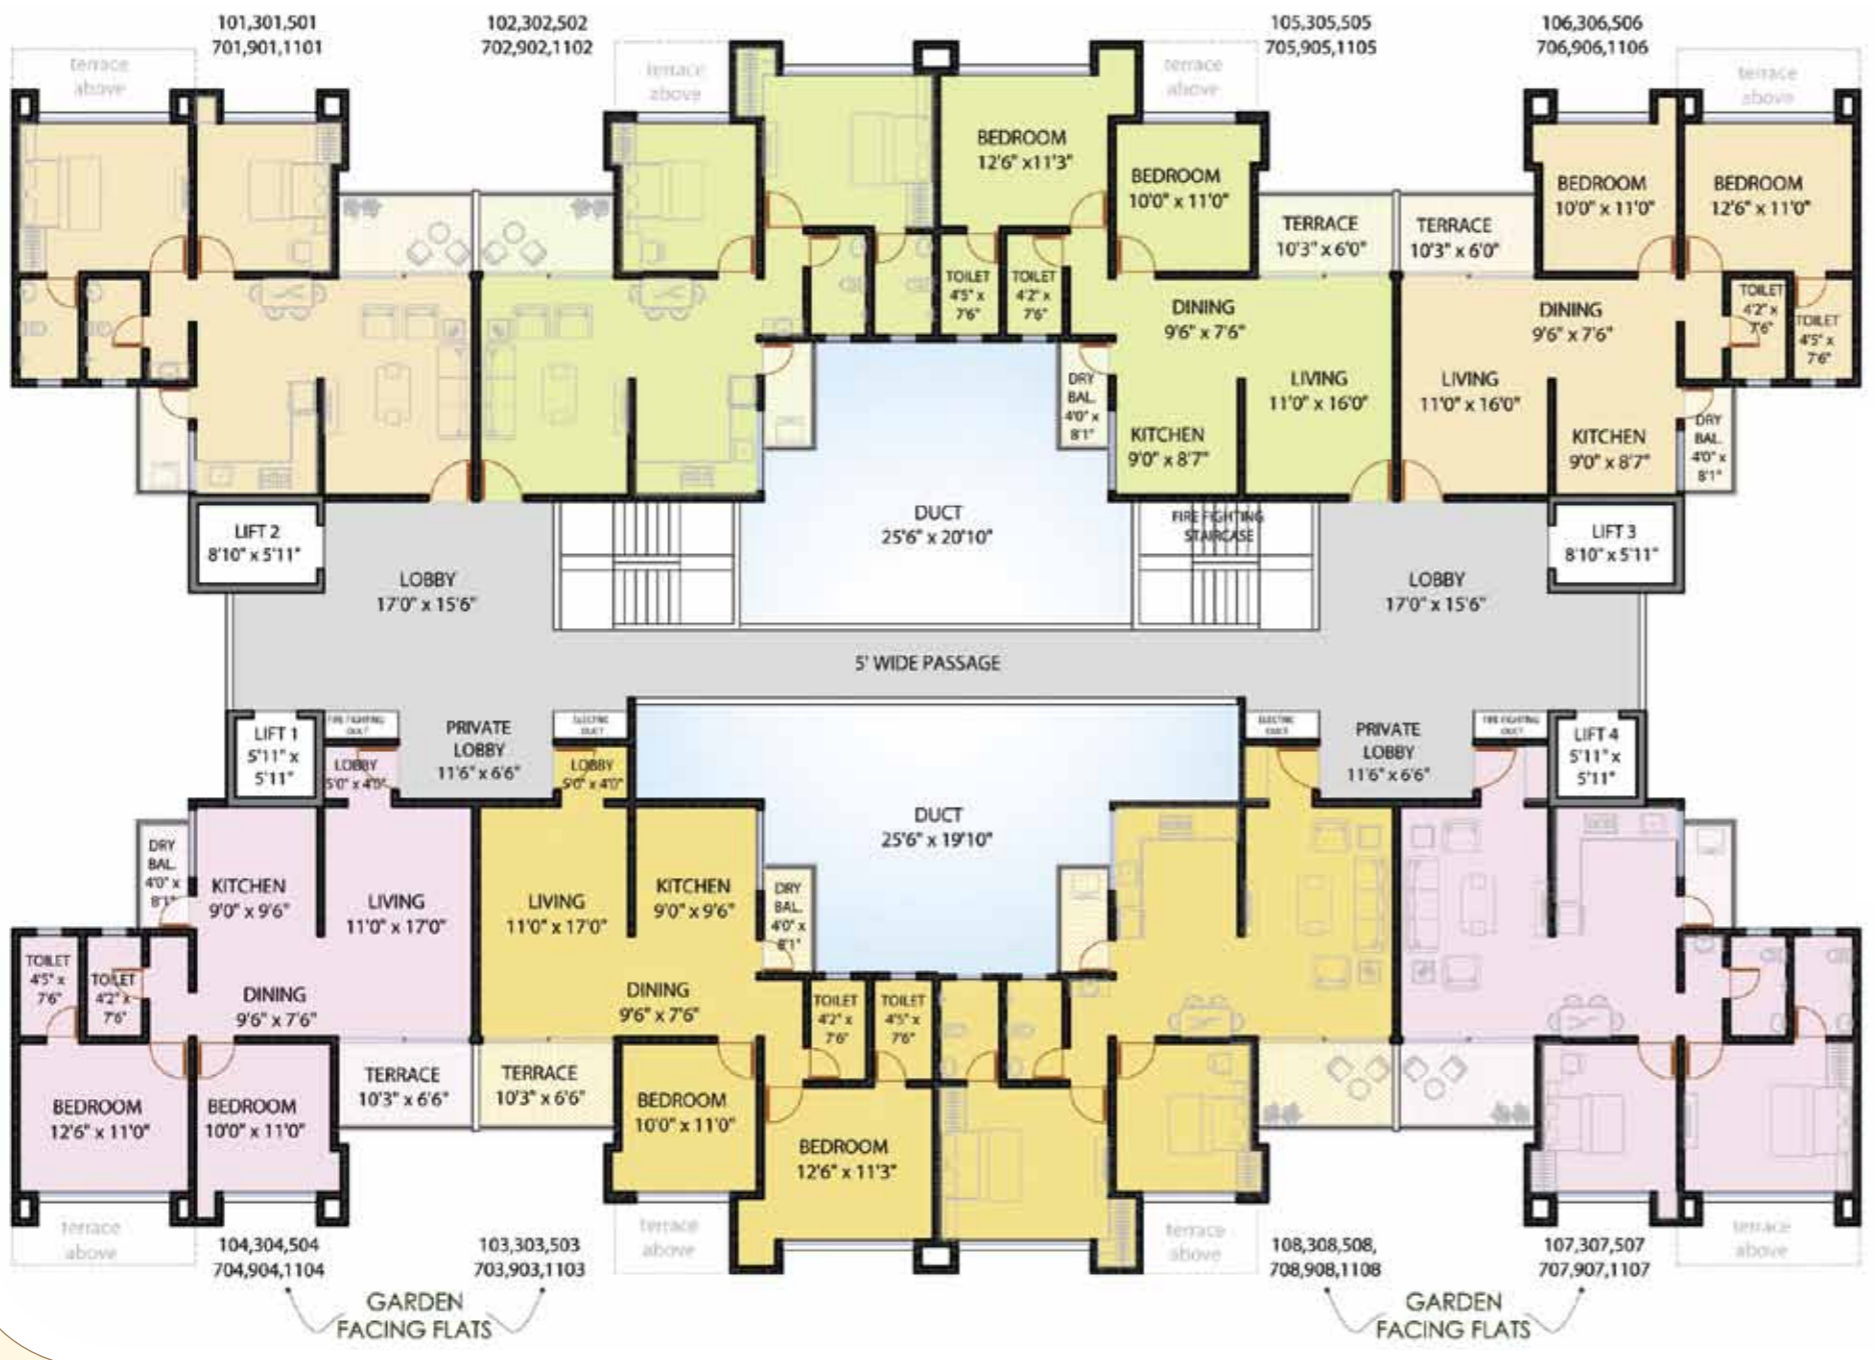 101,301,501
701,901,1101
102,302,502
702,902,1102
105,305,505
705,905,1105
106,306,506
706,906,1106
terrace
above
terrace
above
terrace
above
terrace
above
BEDROOM
12'6" x11'3"
BEDROOM
10'0" x 11'0"
BEDROOM
10'0" x 11'0"
BEDROOM
12'6" x 11'0"
TERRACE
10'3" x 6'0"
TERRACE
10'3" x 6'0"
TOILET
4'5" x
7'6"
TOILET
4'2" x
7'6"
DINING
9'6" x 7'6"
DINING
9'6" x 7'6"
TOILET
4'2" x
7'6"
TOILET
4'5" x
7'6"
DRY
BAL.
4'0" x
8'1"
LIVING
11'0" x 16'0"
LIVING
11'0" x 16'0"
KITCHEN
9'0" x 8'7"
KITCHEN
9'0" x 8'7"
DRY
BAL.
4'0" x
8'1"
LIFT 2
8'10" x 5'11"
DUCT
25'6" x 20'10"
FIRE FIGHTING
STAIRCASE
LIFT 3
8'10" x 5'11"
LOBBY
17'0" x 15'6"
LOBBY
17'0" x 15'6"
5' WIDE PASSAGE
LIFT 1
5'11" x
5'11"
FIRE FIGHTING
DUCT
PRIVATE
LOBBY
11'6" x 6'6"
ELECTRIC
DUCT
LOBBY
5'0" x 4'0"
LOBBY
5'0" x 4'0"
ELECTRIC
DUCT
PRIVATE
LOBBY
11'6" x 6'6"
FIRE FIGHTING
DUCT
LIFT 4
5'11" x
5'11"
DUCT
25'6" x 19'10"
DRY
BAL.
4'0" x
8'1"
KITCHEN
9'0" x 9'6"
LIVING
11'0" x 17'0"
LIVING
11'0" x 17'0"
KITCHEN
9'0" x 9'6"
DRY
BAL.
4'0" x
8'1"
TOILET
4'5" x
7'6"
TOILET
4'2" x
7'6"
DINING
9'6" x 7'6"
DINING
9'6" x 7'6"
TOILET
4'2" x
7'6"
TOILET
4'5" x
7'6"
BEDROOM
12'6" x 11'0"
BEDROOM
10'0" x 11'0"
TERRACE
10'3" x 6'6"
TERRACE
10'3" x 6'6"
BEDROOM
10'0" x 11'0"
BEDROOM
12'6" x 11'3"
terrace
above
terrace
above
terrace
above
terrace
above
104,304,504
704,904,1104
103,303,503
703,903,1103
108,308,508,
708,908,1108
107,307,507
707,907,1107
GARDEN
FACING FLATS
GARDEN
FACING FLATS